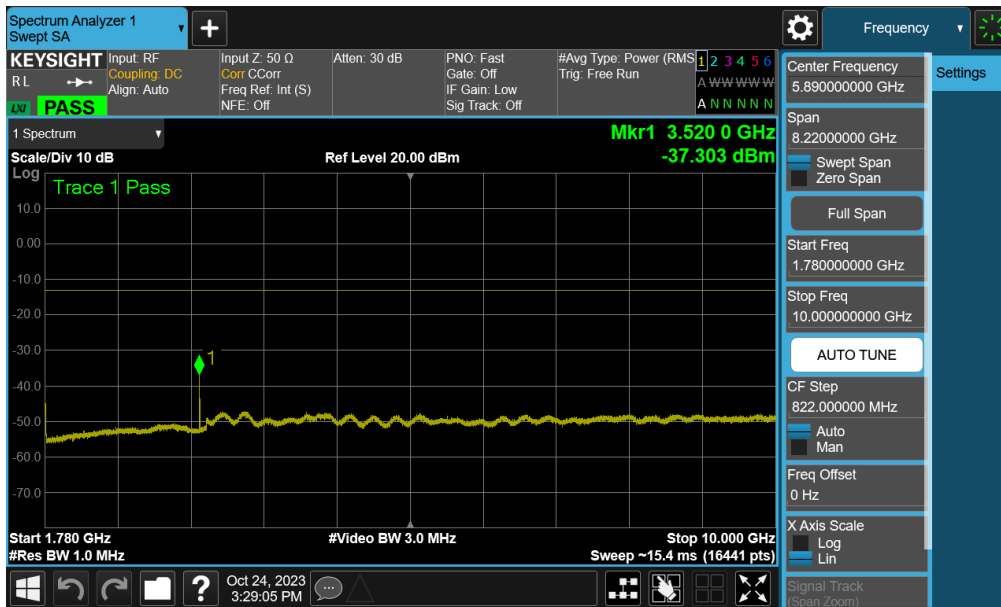 Spectrum Analyzer 1
Swept SA
Frequency
KEYSIGHT
R L
LXI
PASS
Input: RF
Coupling: DC
Align: Auto
Input Z: 50 Ω
Corr CCorr
Freq Ref: Int (S)
NFE: Off
Atten: 30 dB
PNO: Fast
Gate: Off
IF Gain: Low
Sig Track: Off
#Avg Type: Power (RMS
Trig: Free Run
1 2 3 4 5 6
A W W W W W
A N N N N N
1 Spectrum
Mkr1 3.520 0 GHz
Scale/Div 10 dB
Ref Level 20.00 dBm
-37.303 dBm
Log
Trace 1 Pass
10.0
0.00
-10.0
-20.0
-30.0
1
-40.0
-50.0
-60.0
-70.0
Start 1.780 GHz
#Video BW 3.0 MHz
Stop 10.000 GHz
#Res BW 1.0 MHz
Sweep ~15.4 ms (16441 pts)
Center Frequency
5.890000000 GHz
Settings
Span
8.22000000 GHz
Swept Span
Zero Span
Full Span
Start Freq
1.780000000 GHz
Stop Freq
10.000000000 GHz
AUTO TUNE
CF Step
822.000000 MHz
Auto
Man
Freq Offset
0 Hz
X Axis Scale
Log
Lin
Signal Track
(Span Zoom)
?
Oct 24, 2023
3:29:05 PM